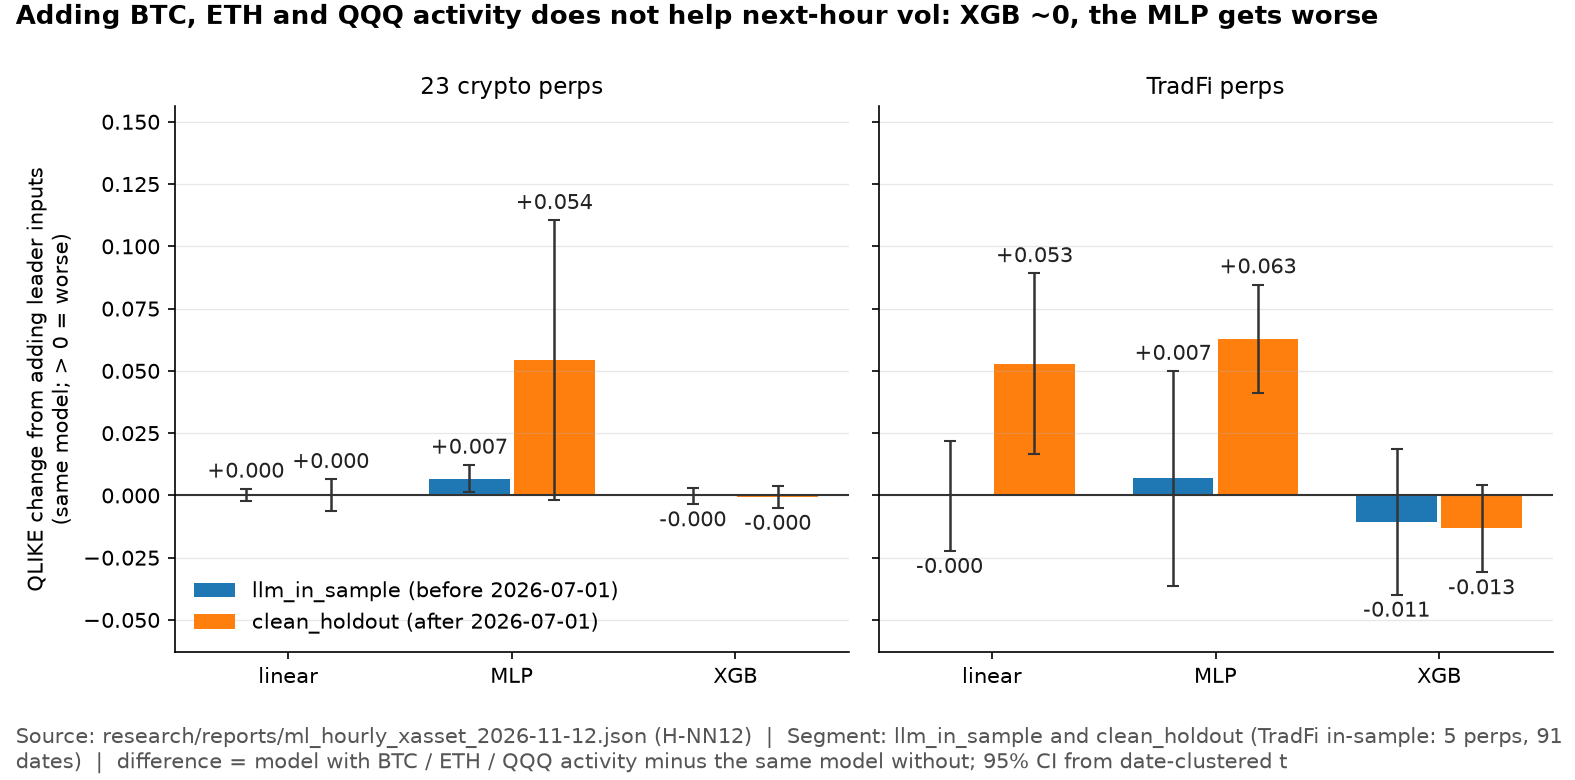 Adding BTC, ETH and QQQ activity does not help next-hour vol: XGB ~0, the MLP gets worse
23 crypto perps
TradFi perps
QLIKE change from adding leader inputs
(same model; > 0 = worse)
0.150
0.125
0.100
0.075
0.050
0.025
0.000
−0.025
−0.050
+0.000
+0.000
+0.007
+0.054
-0.000
-0.000
-0.000
+0.053
+0.007
+0.063
-0.011
-0.013
llm_in_sample (before 2026-07-01)
clean_holdout (after 2026-07-01)
linear
MLP
XGB
linear
MLP
XGB
Source: research/reports/ml_hourly_xasset_2026-11-12.json (H-NN12) | Segment: llm_in_sample and clean_holdout (TradFi in-sample: 5 perps, 91
dates) | difference = model with BTC / ETH / QQQ activity minus the same model without; 95% CI from date-clustered t